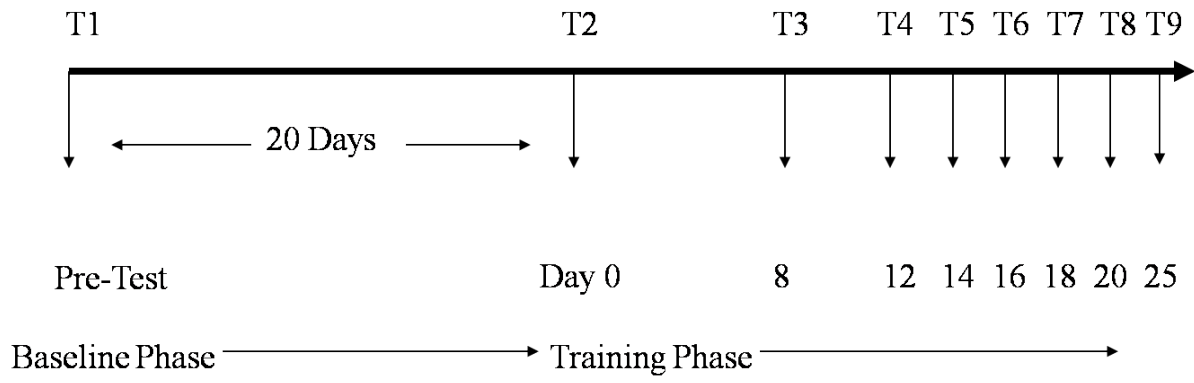 T1 T2 T3 T4 T5 T6 T7 T8 T9
20 Days
Pre-Test Day 0 8 12 14 16 18 20 25
Baseline Phase Training Phase